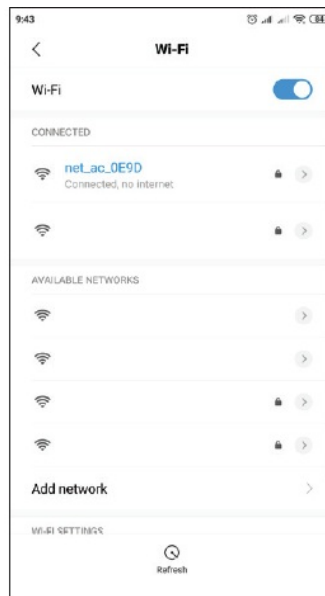 9:43
Wi-Fi
Wi-Fi
CONNECTED
net_ac_0E9D
Connected, no internet
AVAILABLE NETWORKS
Add network
WI-FI SETTINGS
Refresh